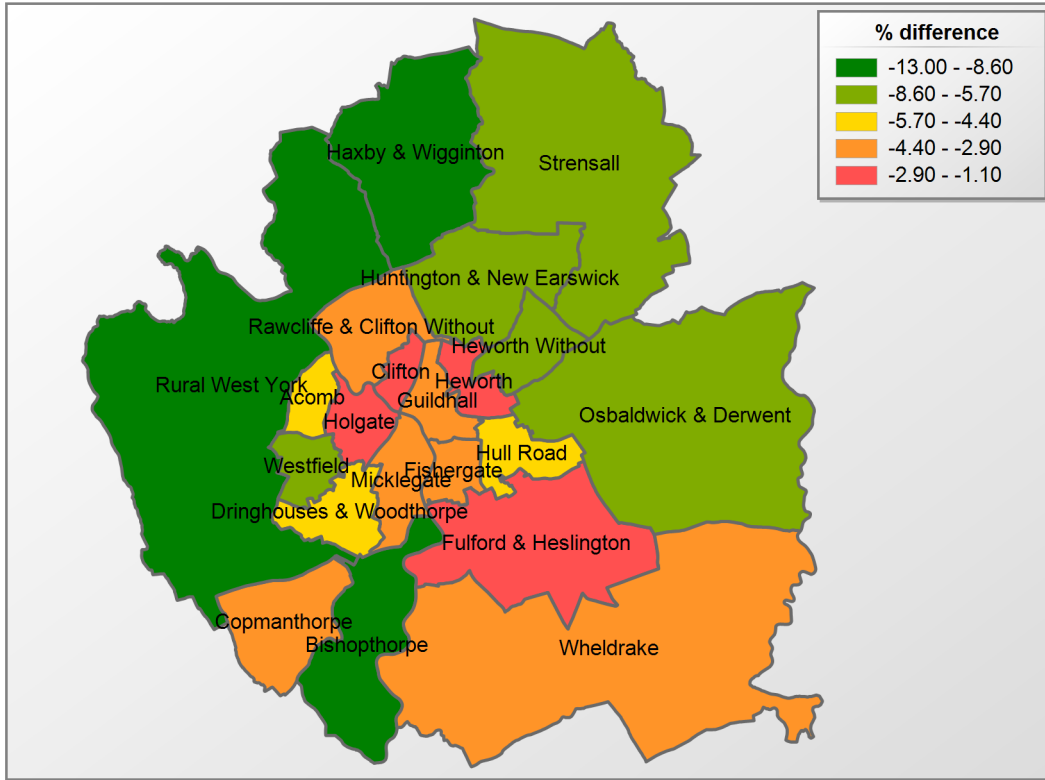 % difference
-13.00 - -8.60
-8.60 - -5.70
-5.70 - -4.40
-4.40 - -2.90
-2.90 - -1.10
Haxby & Wigginton
Strensall
Huntington & New Earswick
Rawcliffe & Clifton Without
Heworth Without
Clifton
Heworth
Rural West York
Acomb
Guildhall
Osbaldwick & Derwent
Holgate
Hull Road
Westfield
Fishergate
Micklegate
Dringhouses & Woodthorpe
Fulford & Heslington
Copmanthorpe
Bishopthorpe
Wheldrake